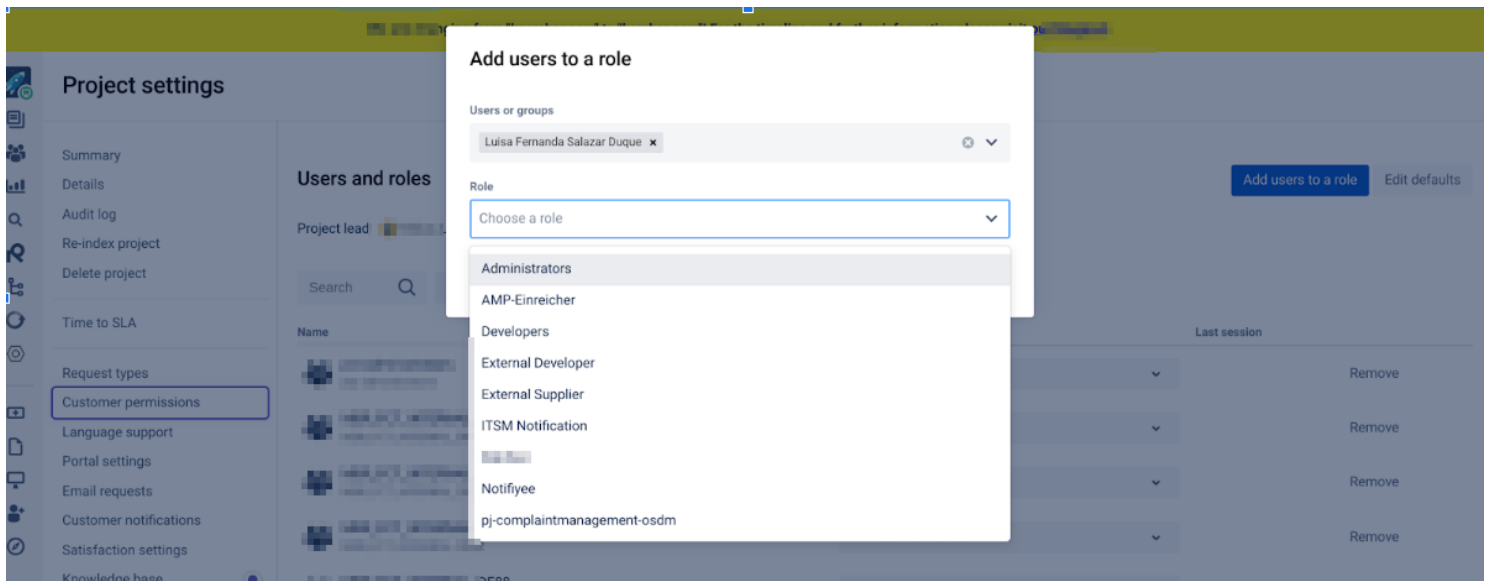 Add users to a role
Project settings
Users or groups
Luisa Fernanda Salazar Duque ×
Summary
Users and roles
Role
Add users to a role
Edit defaults
Details
Choose a role
Audit log
Project lead
Re-index project
Administrators
Delete project
Search
AMP-Einreicher
Time to SLA
Name
Developers
Last session
External Developer
Request types
Remove
External Supplier
Customer permissions
ITSM Notification
Remove
Language support
Portal settings
Notifiyee
Remove
Email requests
Customer notifications
pj-complaintmanagement-osdm
Remove
Satisfaction settings
Knowledge base